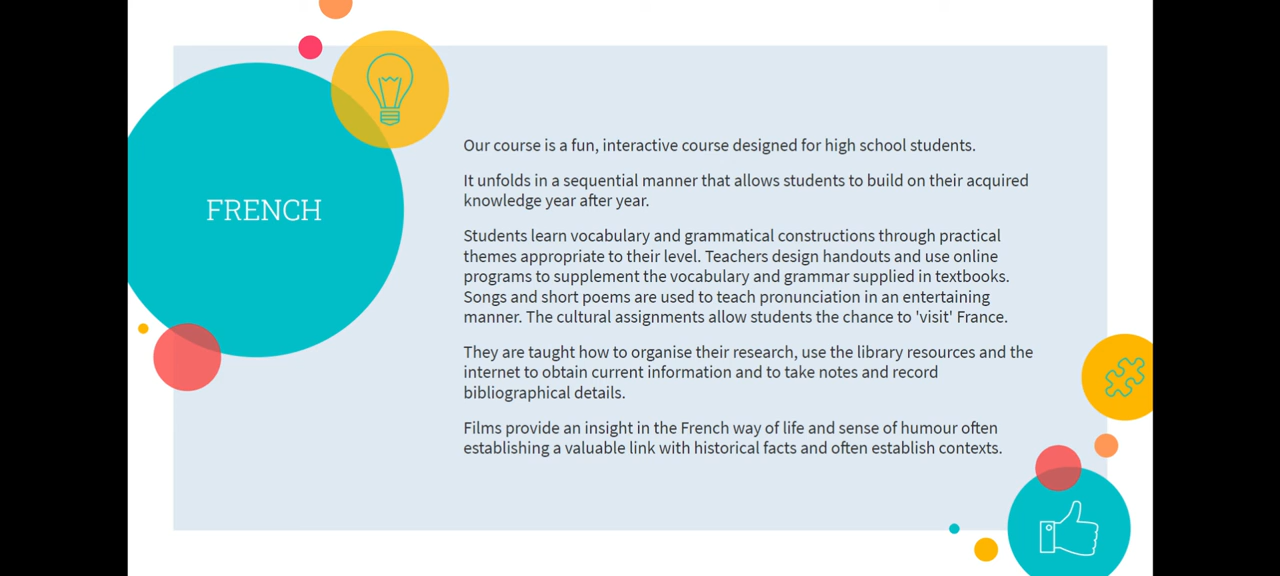 FRENCH
Our course is a fun, interactive course designed for high school students.
It unfolds in a sequential manner that allows students to build on their acquired
knowledge year after year.
Students learn vocabulary and grammatical constructions through practical
themes appropriate to their level. Teachers design handouts and use online
programs to supplement the vocabulary and grammar supplied in textbooks.
Songs and short poems are used to teach pronunciation in an entertaining
manner. The cultural assignments allow students the chance to 'visit' France.
They are taught how to organise their research, use the library resources and the
internet to obtain current information and to take notes and record
bibliographical details.
Films provide an insight in the French way of life and sense of humour often
establishing a valuable link with historical facts and often establish contexts.